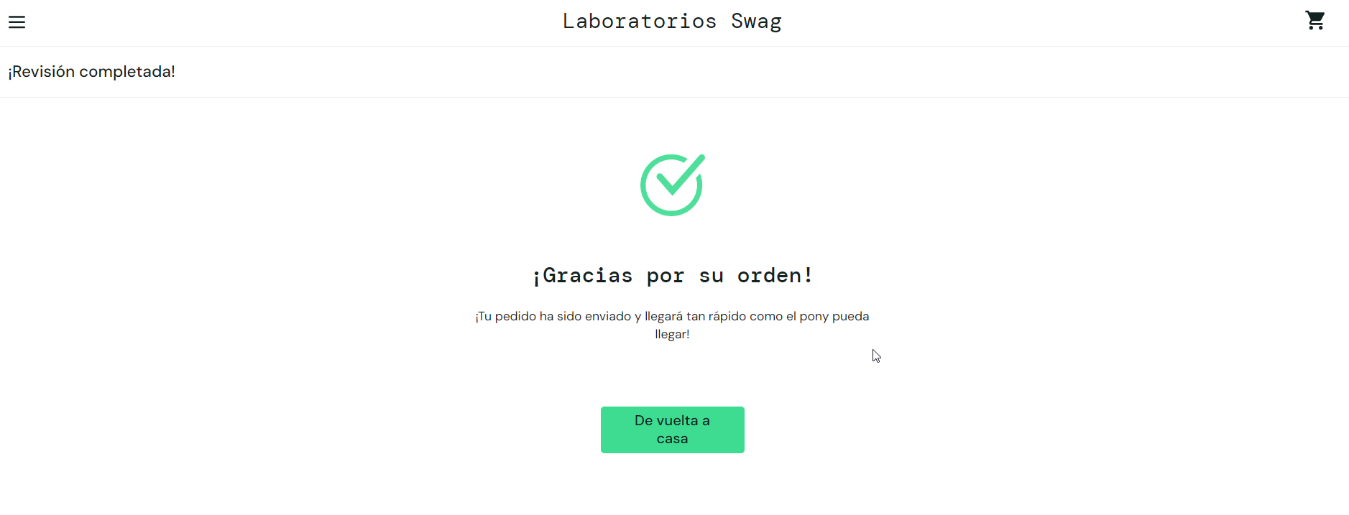 Laboratorios Swag
¡Revisión completada!
¡Gracias por su orden!
¡Tu pedido ha sido enviado y llegará tan rápido como el pony pueda
llegar!
De vuelta a
casa